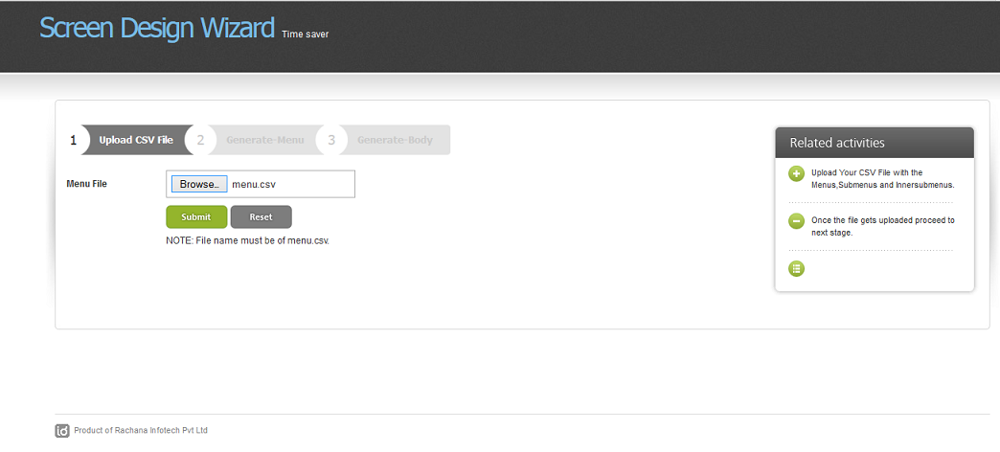 Screen Design Wizard Time saver
1 Upload CSV File 2 Generate-Menu 3 Generate-Body
Menu File Browse.. menu.csv
Submit Reset
NOTE: File name must be of menu.csv.
Related activities
Upload Your CSV File with the
Menus,Submenus and Innersubmenus.
Once the file gets uploaded proceed to
next stage.
id Product of Rachana Infotech Pvt Ltd